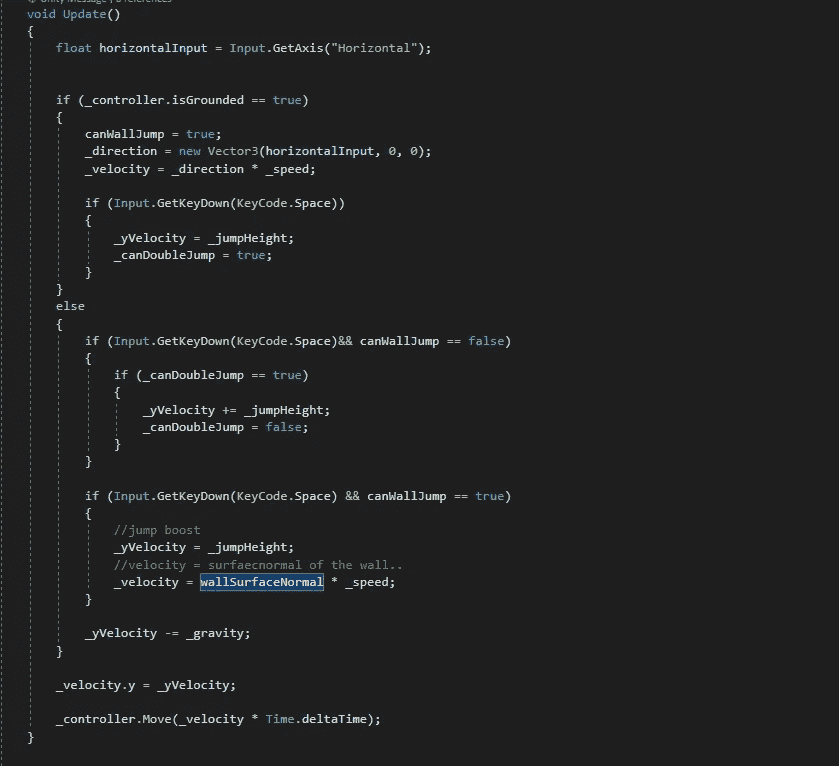 void Update()
{
float horizontalInput = Input.GetAxis("Horizontal");
if (_controller.isGrounded == true)
{
canWallJump = true;
_direction = new Vector3(horizontalInput, 0, 0);
_velocity = _direction * _speed;
if (Input.GetKeyDown(KeyCode.Space))
{
_yVelocity = _jumpHeight;
_canDoubleJump = true;
}
}
else
{
if (Input.GetKeyDown(KeyCode.Space)&& canWallJump == false)
{
if (_canDoubleJump == true)
{
_yVelocity += _jumpHeight;
_canDoubleJump = false;
}
}
if (Input.GetKeyDown(KeyCode.Space) && canWallJump == true)
{
//jump boost
_yVelocity = _jumpHeight;
//velocity = surfaecnormal of the wall..
_velocity = wallSurfaceNormal * _speed;
}
_yVelocity -= _gravity;
}
_velocity.y = _yVelocity;
_controller.Move(_velocity * Time.deltaTime);
}